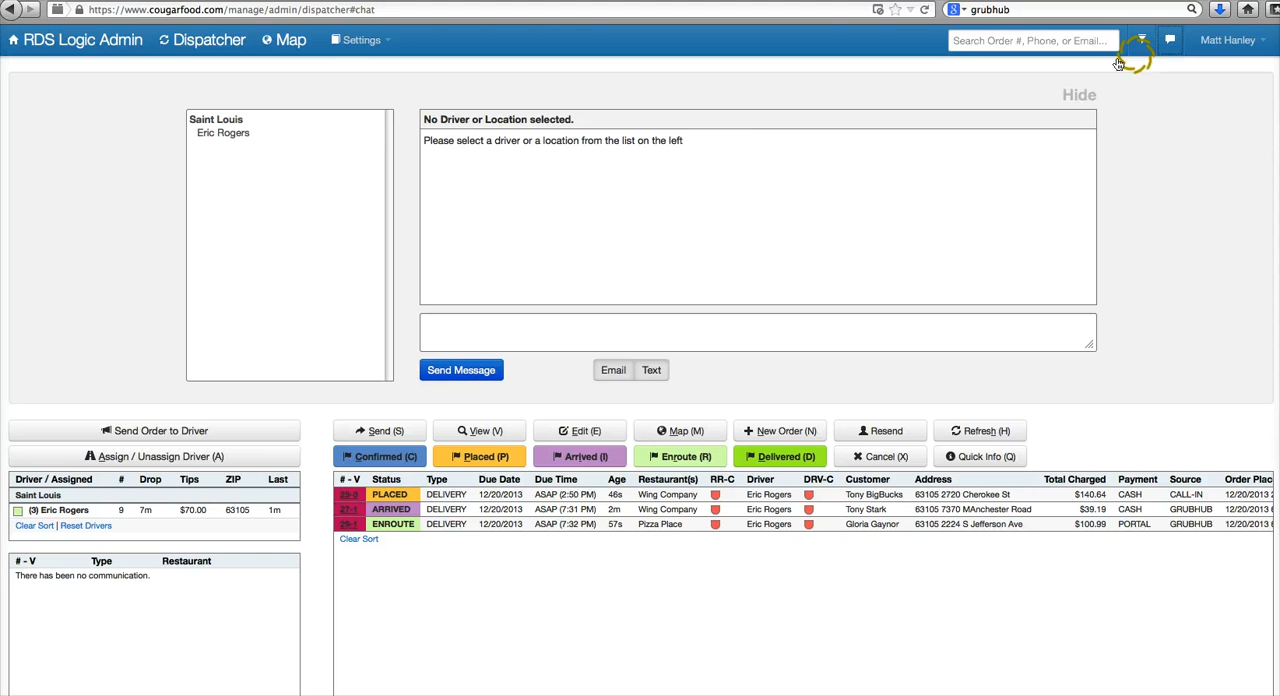 https://www.cougarfood.com/manage/admin/dispatcher#chat
grubhub
RDS Logic Admin Dispatcher Map Settings
Search Order #, Phone, or Email...
Matt Hanley
Hide
Saint Louis
Eric Rogers
No Driver or Location selected.
Please select a driver or a location from the list on the left
Send Message
Email Text
Send Order to Driver
Assign / Unassign Driver (A)
Driver / Assigned # Drop Tips ZIP Last
Saint Louis
(3) Eric Rogers 9 7m $70.00 63105 1m
Clear Sort | Reset Drivers
# - V Type Restaurant
There has been no communication.
Send (S) View (V) Edit (E) Map (M) New Order (N) Resend Refresh (H)
Confirmed (C) Placed (P) Arrived (I) Enroute (R) Delivered (D) Cancel (X) Quick Info (Q)
# - V Status Type Due Date Due Time Age Restaurant(s) RR-C Driver DRV-C Customer Address Total Charged Payment Source Order Plac
PLACED DELIVERY 12/20/2013 ASAP (2:50 PM) 46s Wing Company Eric Rogers Tony BigBucks 63105 2720 Cherokee St $140.64 CASH CALL-IN 12/20/2013
27-1 ARRIVED DELIVERY 12/20/2013 ASAP (7:31 PM) 2m Wing Company Eric Rogers Tony Stark 63105 7370 MAnchester Road $39.19 CASH GRUBHUB 12/20/2013
29-1 ENROUTE DELIVERY 12/20/2013 ASAP (7:32 PM) 57s Pizza Place Eric Rogers Gloria Gaynor 63105 2224 S Jefferson Ave $100.99 CASH PORTAL 12/20/2013
Clear Sort